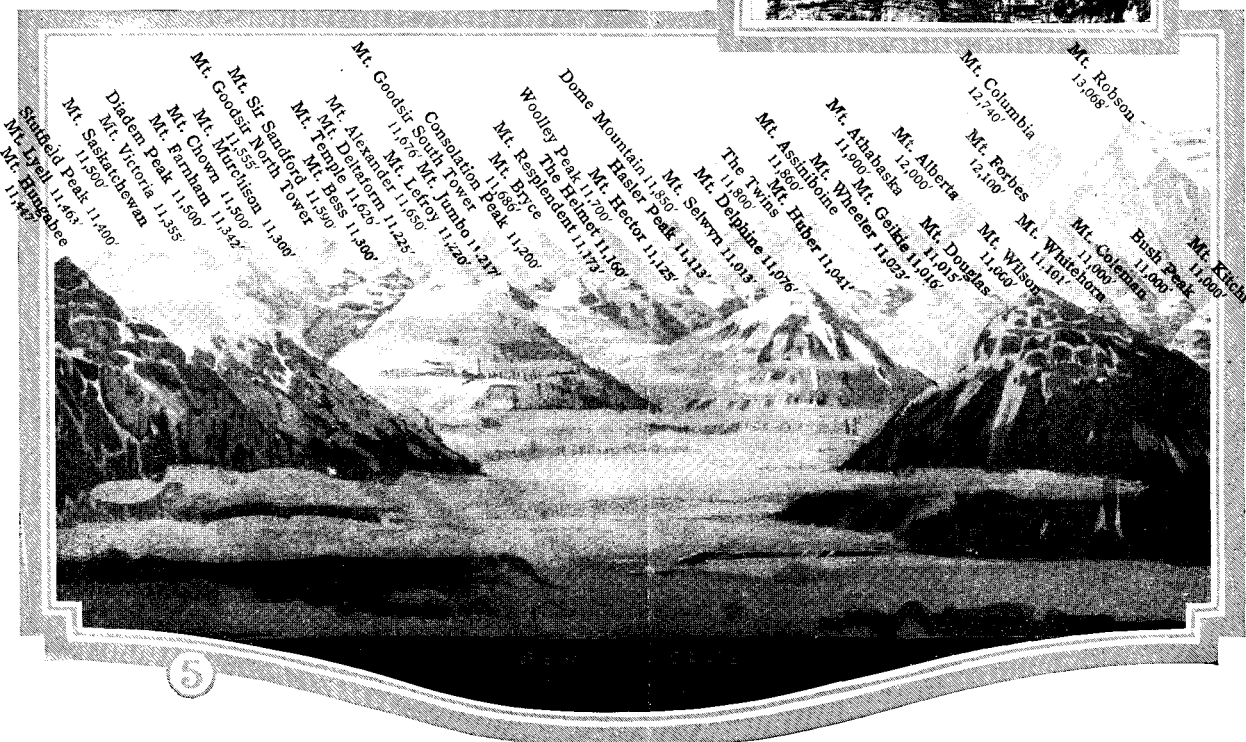 Mt. Hungabee
11,447'
Mt. Lyell 11,463'
Stutfield Peak 11,400'
Mt. Saskatchewan
11,500'
Mt. Victoria 11,355'
Diadem Peak 11,500'
Mt. Farnham 11,342'
Mt. Chown 11,500'
Mt. Murchison 11,300'
Mt. Goodsir North Tower
11,555'
Mt. Sir Sandford 11,590'
Mt. Bess 11,300'
Mt. Temple 11,626'
Mt. Deltaform 11,225'
Mt. Alexander 11,650'
Mt. Lefroy 11,220'
Mt. Jumbo 11,217'
Mt. Goodsir South Tower
11,676'
Consolation Peak 11,200'
11,686'
Mt. Bryce
Mt. Resplendent 11,173'
The Helmet 11,160'
Woolley Peak 11,700'
Mt. Hector 11,125'
Hasler Peak 11,113'
Dome Mountain 11,850'
Mt. Selwyn 11,013'
Mt. Delphine 11,076'
The Twins
11,800'
Mt. Huber 11,041'
Mt. Assiniboine
11,860'
Mt. Wheeler 11,023'
Mt. Geikie 11,016'
Mt. Athabaska
11,900'
11,015'
Mt. Alberta
12,000'
Mt. Douglas
Mt. Wilson
11,060'
Mt. Columbia
12,740'
Mt. Forbes
12,100'
Mt. Whitehorn
11,101'
Mt. Coleman
11,000'
Mt. Robson
13,068'
Bush Peak
11,000'
Mt. Kitchi
11,000'
5